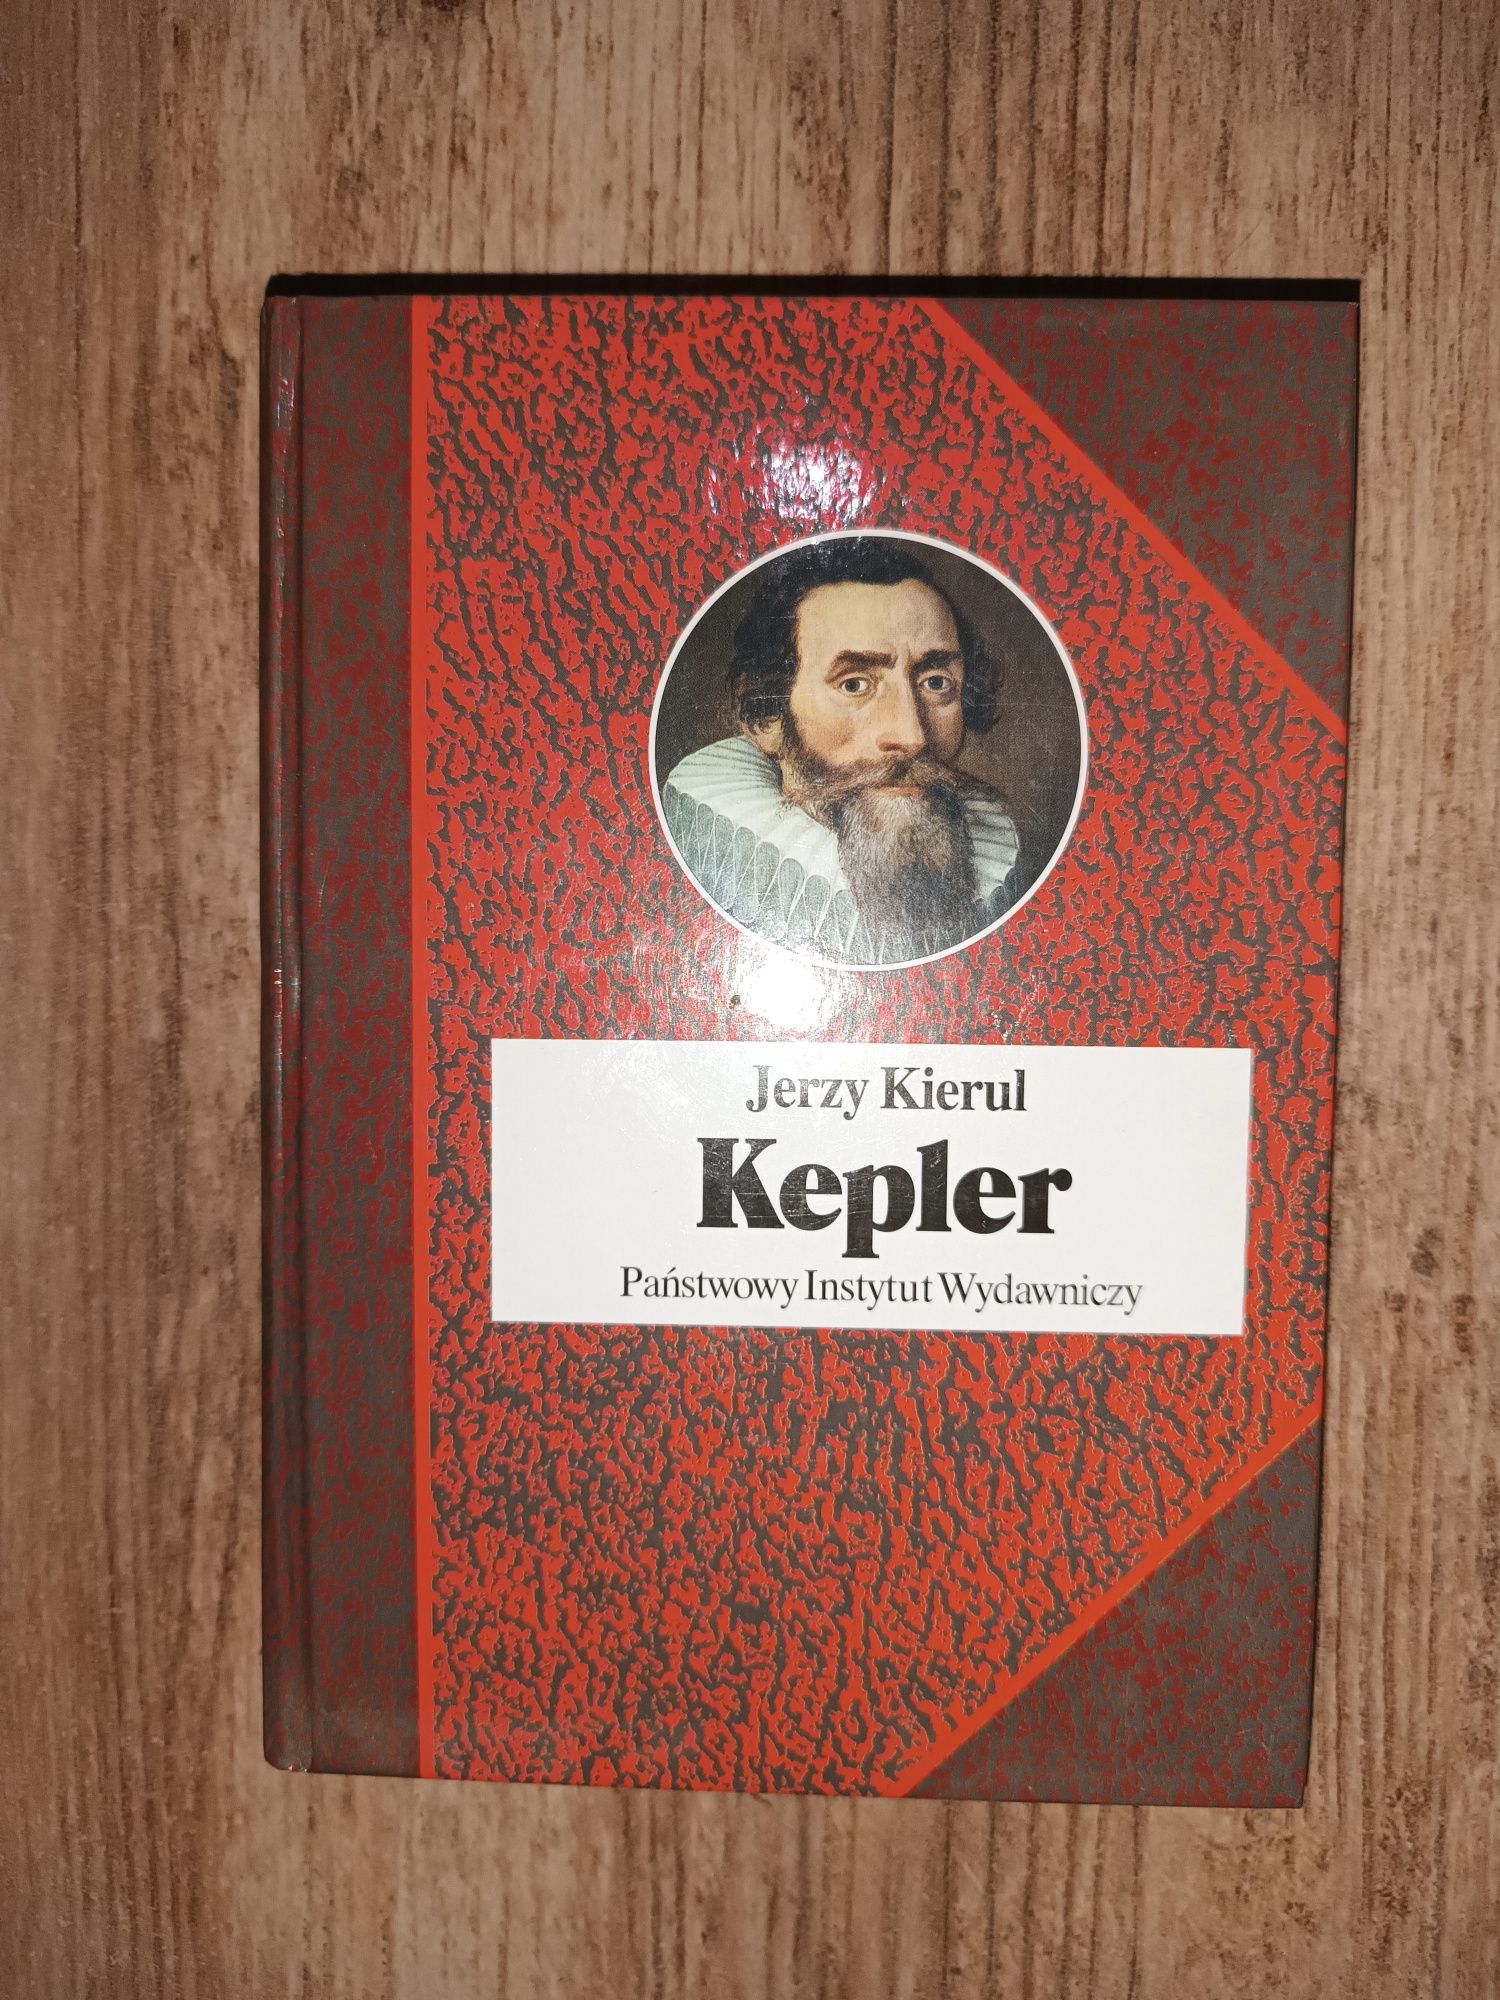 Jerzy Kierul
Kepler
Państwowy Instytut Wydawniczy